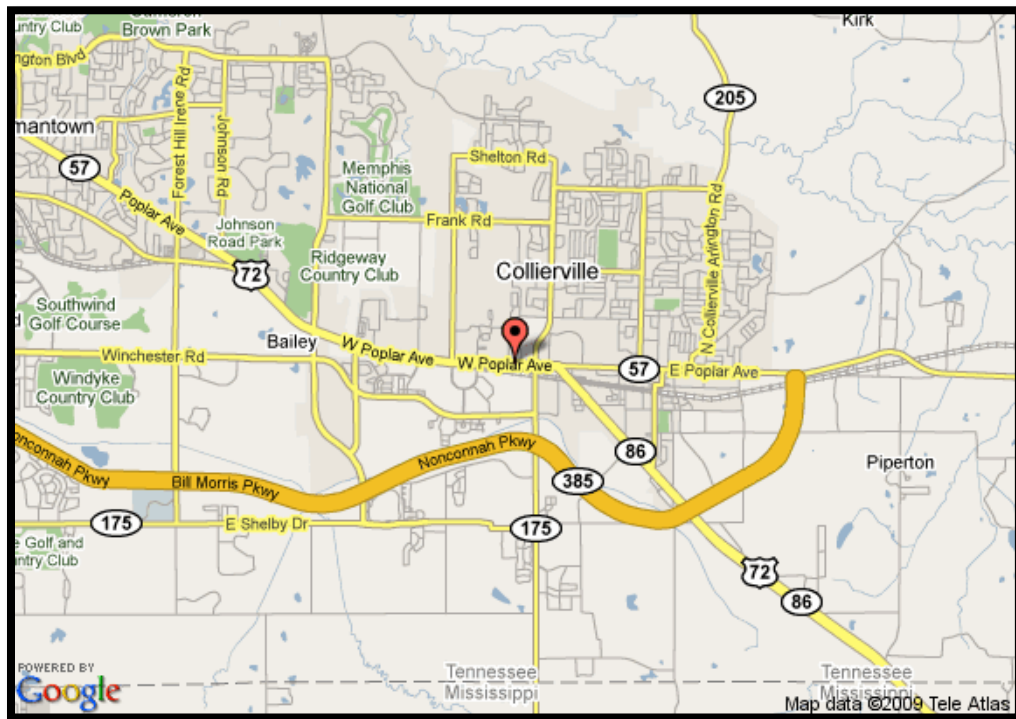 untry Club
Cameron
Brown Park
Kirk
ngton Blvd
Forest Hill Irene Rd
Johnson Rd
205
mantown
57
Poplar Ave
Memphis
National
Golf Club
Shelton Rd
Frank Rd
N Collierville Arlington Rd
Johnson
Road Park
72
Ridgeway
Country Club
Collierville
Southwind
Golf Course
d
Bailey
W Poplar Ave
W Poplar Ave
57
E Poplar Ave
Winchester Rd
Windyke
Country Club
onconnah Pkwy
Bill Morris Pkwy
Nonconnah Pkwy
385
86
Piperton
175
E Shelby Dr
175
e Golf and
untry Club
72
86
POWERED BY
Google
Tennessee
Mississippi
Tennessee
Mississippi
Map data ©2009 Tele Atlas